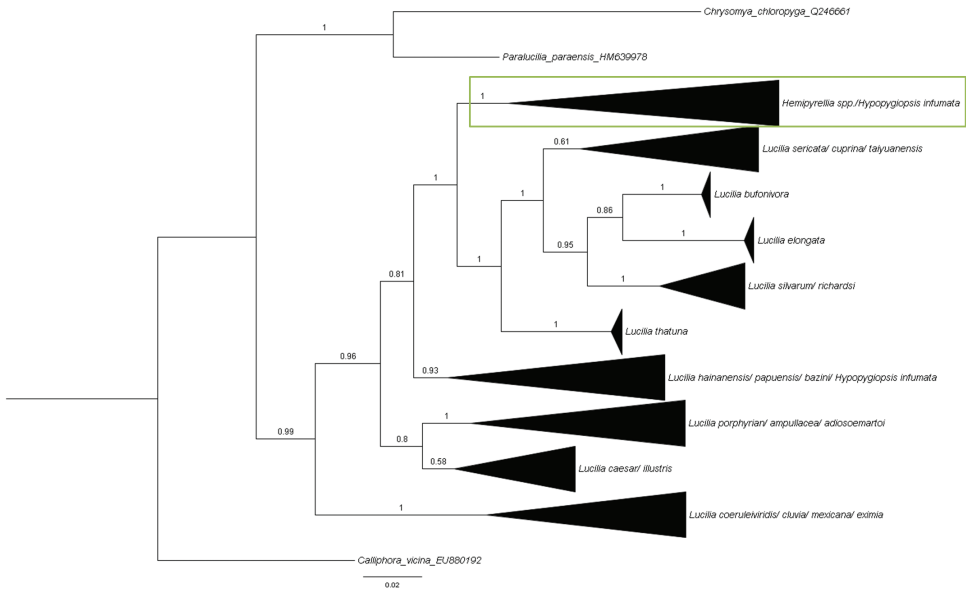 Chrysomya_chloropyga_Q246661
1
Paralucilia_paraensis_HM639978
1
Hemipyrellia spp./Hypopygiopsis infumata
0.61
Lucilia sericata/ cuprina/ taiyuanensis
1
1
1
Lucilia bufonivora
0.86
1
Lucilia elongata
0.95
1
1
Lucilia silvarum/ richardsi
0.81
1
Lucilia thatuna
0.96
0.93
Lucilia hainanensis/ papuensis/ bazini/ Hypopygiopsis infumata
1
Lucilia porphyrian/ ampullacea/ adiosoemartoi
0.99
0.8
0.58
Lucilia caesar/ illustris
1
Lucilia coeruleiviridis/ cluvia/ mexicana/ eximia
Calliphora_vicina_EU880192
0.02